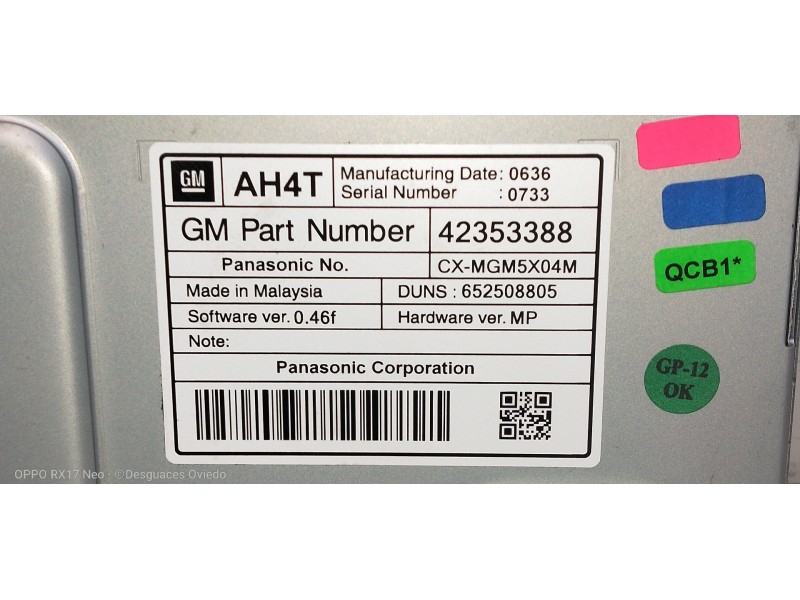 GM
AH4T
Manufacturing Date: 0636
Serial Number : 0733
GM Part Number 42353388
Panasonic No. CX-MGM5X04M
Made in Malaysia DUNS : 652508805
Software ver. 0.46f Hardware ver. MP
Note:
Panasonic Corporation
QCB1*
GP-12
OK
OPPO RX17 Neo · ©Desguaces Oviedo